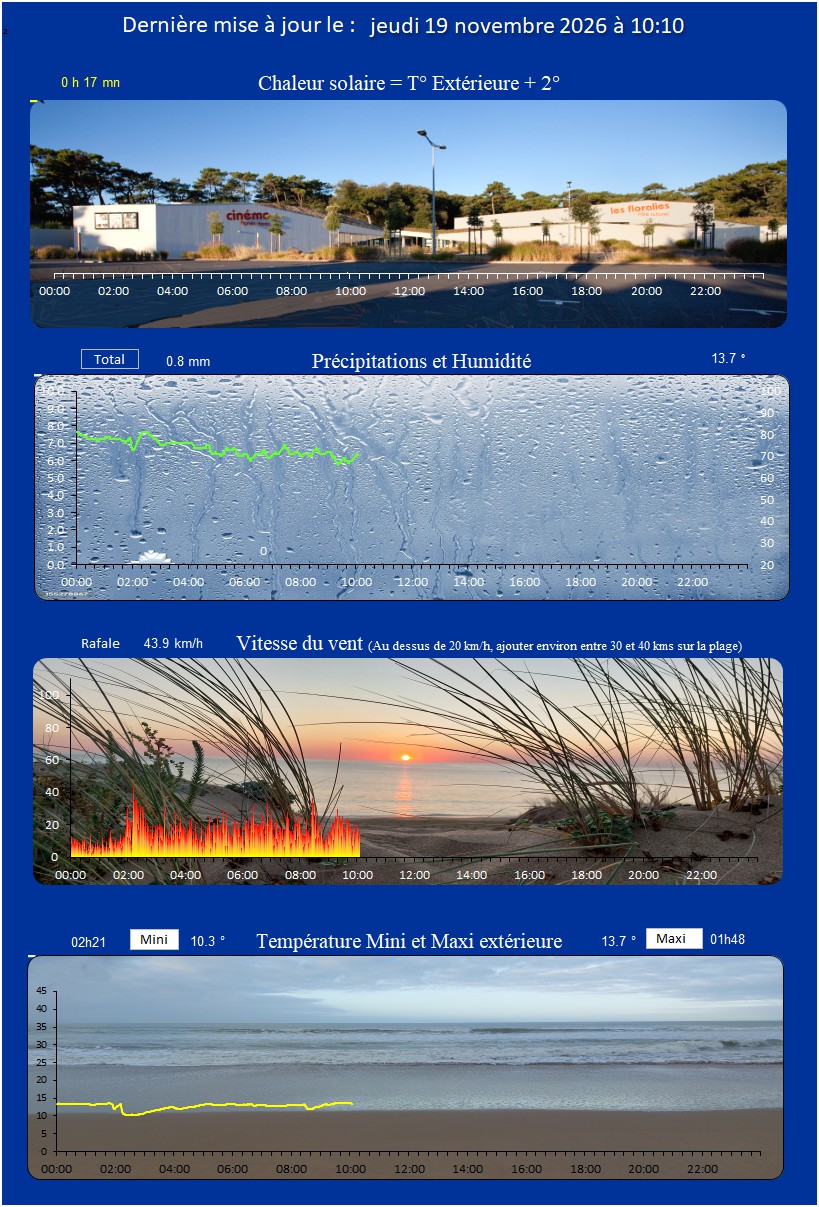 Dernière mise à jour le : jeudi 19 novembre 2026 à 10:10
0 h 17 mn
Chaleur solaire = T° Extérieure + 2°
cinéma
les floralies
00:00 02:00 04:00 06:00 08:00 10:00 12:00 14:00 16:00 18:00 20:00 22:00
Total 0.8 mm Précipitations et Humidité 13.7 °
10.0 100
9.0 90
8.0 80
7.0
6.0 70
5.0 60
4.0 50
3.0
2.0 40
1.0 30
0
0.0 20
00:00 02:00 04:00 06:00 08:00 10:00 12:00 14:00 16:00 18:00 20:00 22:00
Rafale 43.9 km/h Vitesse du vent (Au dessus de 20 km/h, ajouter environ entre 30 et 40 kms sur la plage)
100
80
60
40
20
0
00:00 02:00 04:00 06:00 08:00 10:00 12:00 14:00 16:00 18:00 20:00 22:00
02h21 Mini 10.3 ° Température Mini et Maxi extérieure 13.7 ° Maxi 01h48
45
40
35
30
25
20
15
10
5
0
00:00 02:00 04:00 06:00 08:00 10:00 12:00 14:00 16:00 18:00 20:00 22:00